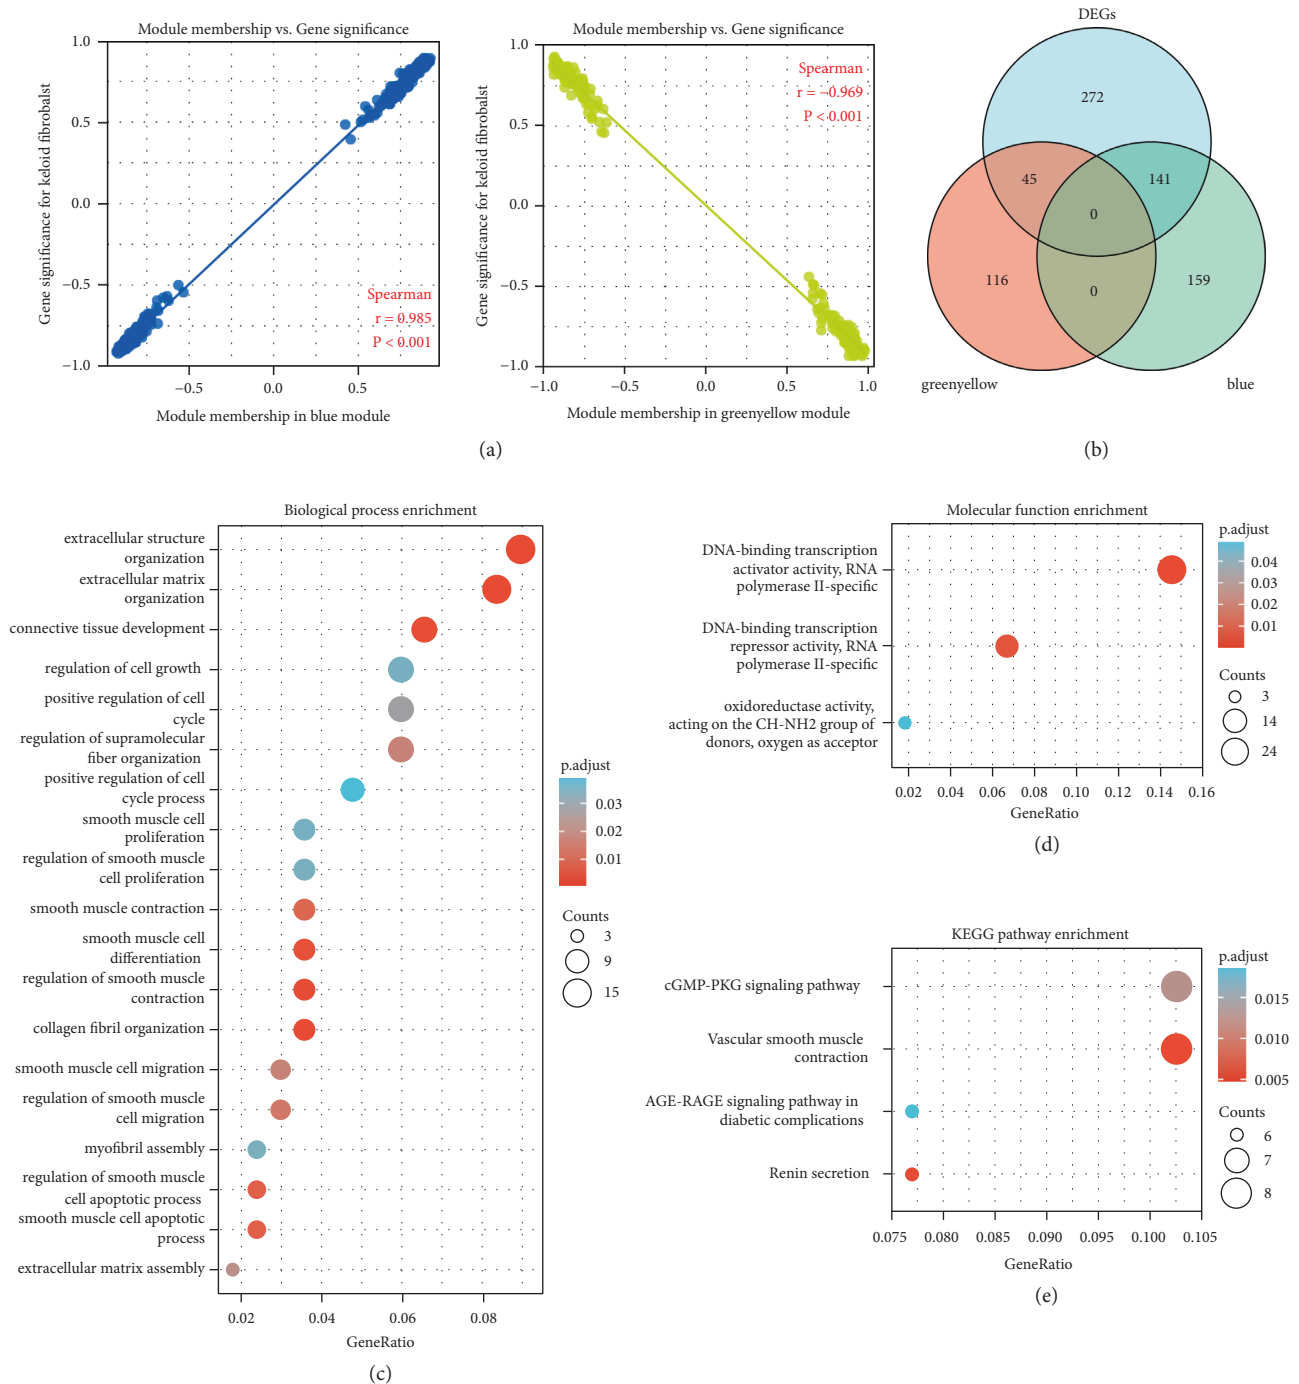 Module membership vs. Gene significance
1.0
0.5
0.0
−0.5
−1.0
Gene significance for keloid fibrobalst
Spearman
r = 0.985
P < 0.001
−0.5
0.0
0.5
Module membership in blue module
Module membership vs. Gene significance
1.0
0.5
0.0
−0.5
−1.0
Gene significance for keloid fibrobalst
Spearman
r = −0.969
P < 0.001
−1.0
−0.5
0.0
0.5
1.0
Module membership in greenyellow module
(a)
DEGs
272
45
141
0
116
0
159
greenyellow
blue
(b)
Biological process enrichment
extracellular structure
organization
extracellular matrix
organization
connective tissue development
regulation of cell growth
positive regulation of cell
cycle
regulation of supramolecular
fiber organization
positive regulation of cell
cycle process
smooth muscle cell
proliferation
regulation of smooth muscle
cell proliferation
smooth muscle contraction
smooth muscle cell
differentiation
regulation of smooth muscle
contraction
collagen fibril organization
smooth muscle cell migration
regulation of smooth muscle
cell migration
myofibril assembly
regulation of smooth muscle
cell apoptotic process
smooth muscle cell apoptotic
process
extracellular matrix assembly
0.02
0.04
0.06
0.08
GeneRatio
p.adjust
0.03
0.02
0.01
Counts
3
9
15
(c)
Molecular function enrichment
DNA-binding transcription
activator activity, RNA
polymerase II-specific
DNA-binding transcription
repressor activity, RNA
polymerase II-specific
oxidoreductase activity,
acting on the CH-NH2 group of
donors, oxygen as acceptor
0.02
0.04
0.06
0.08
0.10
0.12
0.14
0.16
GeneRatio
p.adjust
0.04
0.03
0.02
0.01
Counts
3
14
24
(d)
KEGG pathway enrichment
cGMP-PKG signaling pathway
Vascular smooth muscle
contraction
AGE-RAGE signaling pathway in
diabetic complications
Renin secretion
0.075
0.080
0.085
0.090
0.095
0.100
0.105
GeneRatio
p.adjust
0.015
0.010
0.005
Counts
6
7
8
(e)